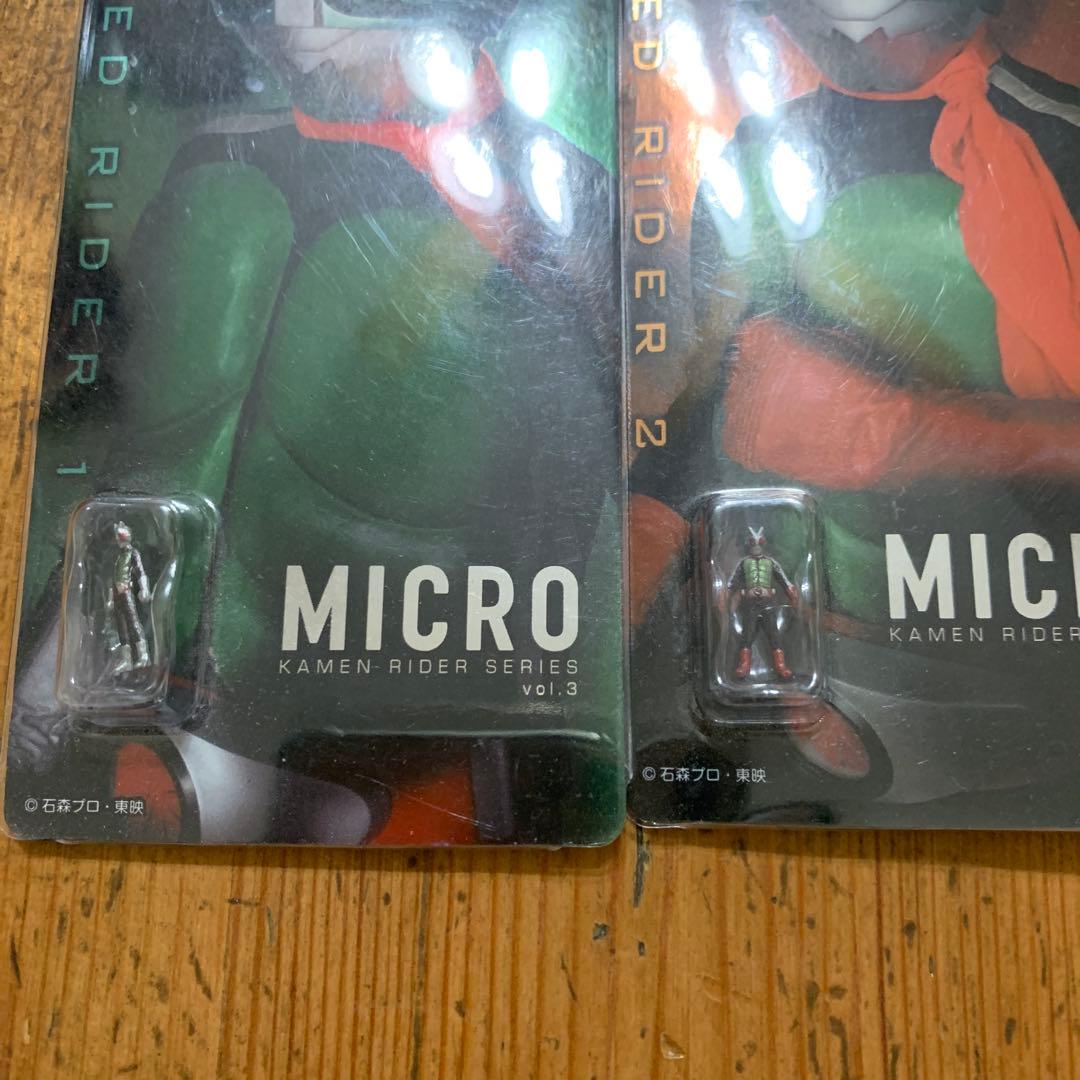 ED RIDER 1
MICRO
KAMEN RIDER SERIES
vol.3
©石森プロ・東映
ED RIDER 2
MIC
KAMEN RIDER
©石森プロ・東映